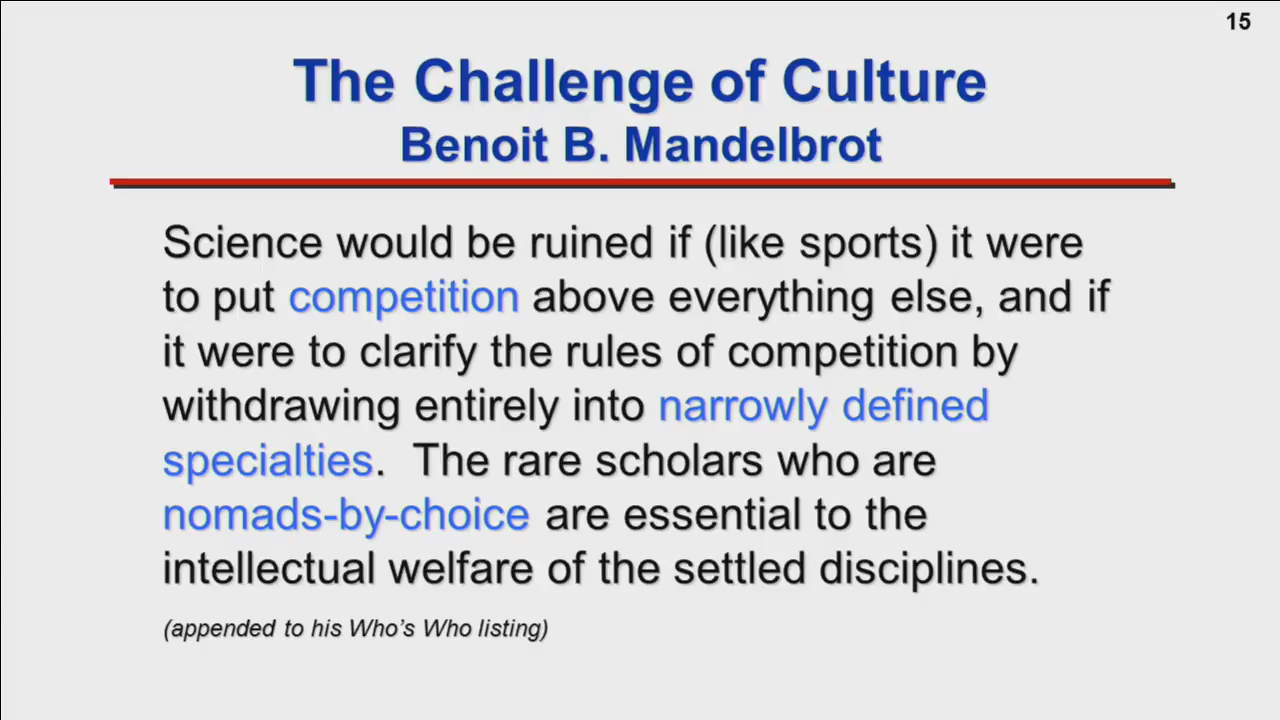 15
The Challenge of Culture
Benoit B. Mandelbrot
Science would be ruined if (like sports) it were
to put competition above everything else, and if
it were to clarify the rules of competition by
withdrawing entirely into narrowly defined
specialties.  The rare scholars who are
nomads-by-choice are essential to the
intellectual welfare of the settled disciplines.
(appended to his Who's Who listing)